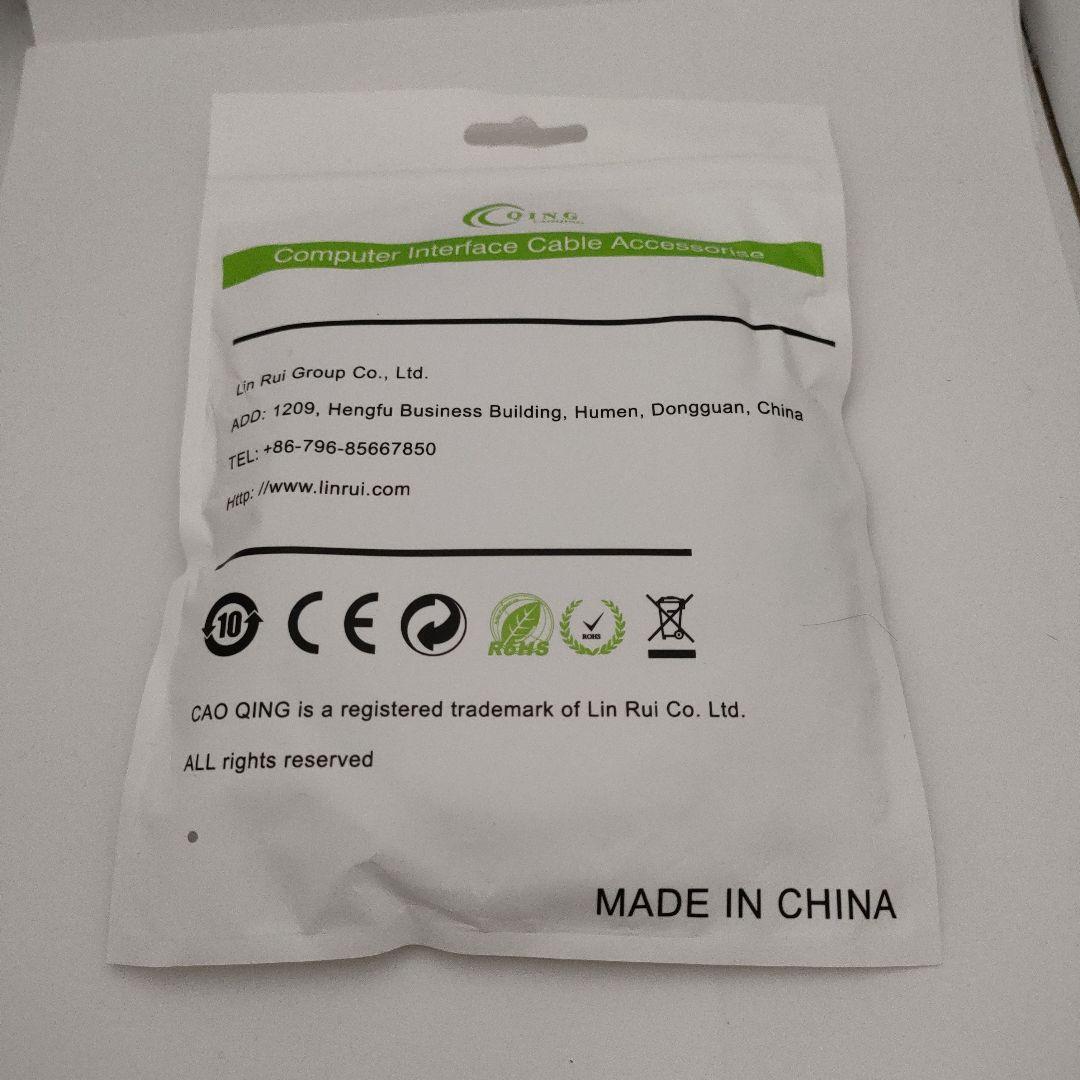 QING
Computer Interface Cable Accessorise
Lin Rui Group Co., Ltd.
ADD: 1209, Hengfu Business Building, Humen, Dongguan, China
TEL: +86-796-85667850
Http: //www.linrui.com
10 CE RoHS ROHS
CAO QING is a registered trademark of Lin Rui Co. Ltd.
ALL rights reserved
MADE IN CHINA